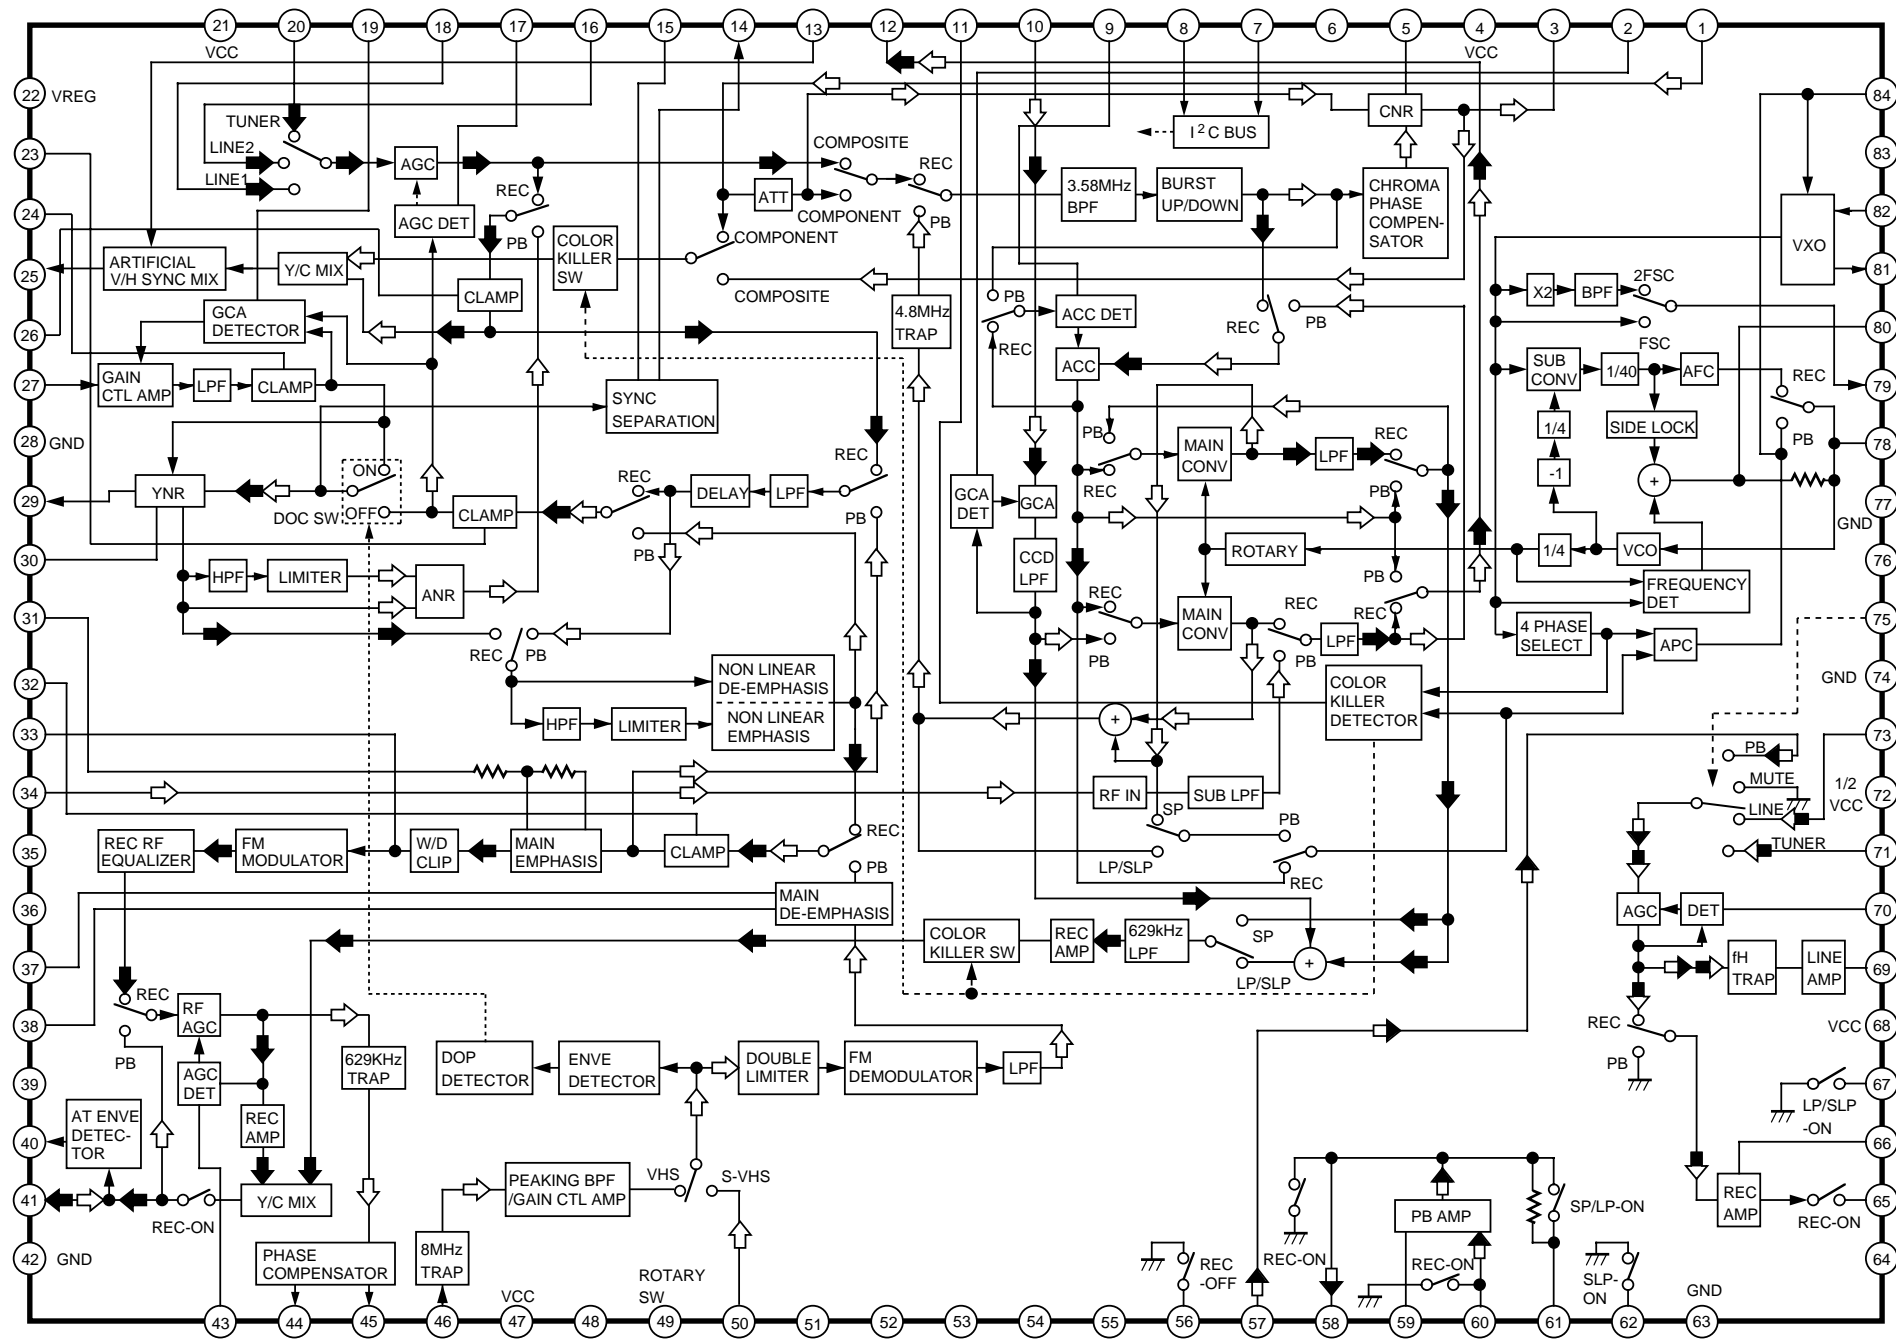 21
20
19
18
17
16
15
14
13
12
11
10
9
8
7
6
5
4
3
2
1
VCC
VCC
22
VREG
84
TUNER
LINE2
LINE1
AGC
REC
PB
AGC DET
COMPOSITE
REC
ATT
COMPONENT
PB
I2C BUS
CNR
3.58MHz
BPF
BURST
UP/DOWN
CHROMA
PHASE
COMPEN-
SATOR
23
83
24
82
VXO
81
25
ARTIFICIAL
V/H SYNC MIX
Y/C MIX
CLAMP
COLOR
KILLER
SW
COMPONENT
COMPOSITE
4.8MHz
TRAP
PB
REC
ACC DET
ACC
REC
PB
X2
BPF
2FSC
FSC
26
GCA
DETECTOR
80
27
GAIN
CTL AMP
LPF
CLAMP
SYNC
SEPARATION
SUB
CONV
1/40
AFC
REC
PB
79
28
GND
PB
REC
MAIN
CONV
LPF
REC
PB
1/4
-1
SIDE LOCK
+
78
29
YNR
ON
OFF
DOC SW
CLAMP
REC
PB
DELAY
LPF
REC
PB
GCA
DET
GCA
77
GND
30
HPF
LIMITER
ANR
CCD
LPF
ROTARY
1/4
VCO
PB
FREQUENCY
DET
76
31
REC
PB
REC
PB
MAIN
CONV
REC
PB
LPF
REC
4 PHASE
SELECT
APC
75
32
NON LINEAR
DE-EMPHASIS
NON LINEAR
EMPHASIS
HPF
LIMITER
+
COLOR
KILLER
DETECTOR
GND
74
33
PB
73
34
RF IN
SUB LPF
MUTE
LINE
1/2
VCC
72
35
REC RF
EQUALIZER
FM
MODULATOR
W/D
CLIP
MAIN
EMPHASIS
CLAMP
REC
PB
SP
LP/SLP
PB
REC
TUNER
71
36
MAIN
DE-EMPHASIS
AGC
DET
70
37
COLOR
KILLER SW
REC
AMP
629kHz
LPF
SP
LP/SLP
+
fH
TRAP
LINE
AMP
69
38
REC
PB
RF
AGC
REC
PB
VCC
68
39
AGC
DET
629KHz
TRAP
DOP
DETECTOR
ENVE
DETECTOR
DOUBLE
LIMITER
FM
DEMODULATOR
LPF
67
LP/SLP
-ON
40
AT ENVE
DETEC-
TOR
REC
AMP
66
41
REC-ON
Y/C MIX
PEAKING BPF
/GAIN CTL AMP
VHS
S-VHS
PB AMP
SP/LP-ON
REC
AMP
REC-ON
65
42
GND
PHASE
COMPENSATOR
8MHz
TRAP
ROTARY
SW
REC
-OFF
REC-ON
REC-ON
SLP-
ON
64
VCC
GND
43
44
45
46
47
48
49
50
51
52
53
54
55
56
57
58
59
60
61
62
63